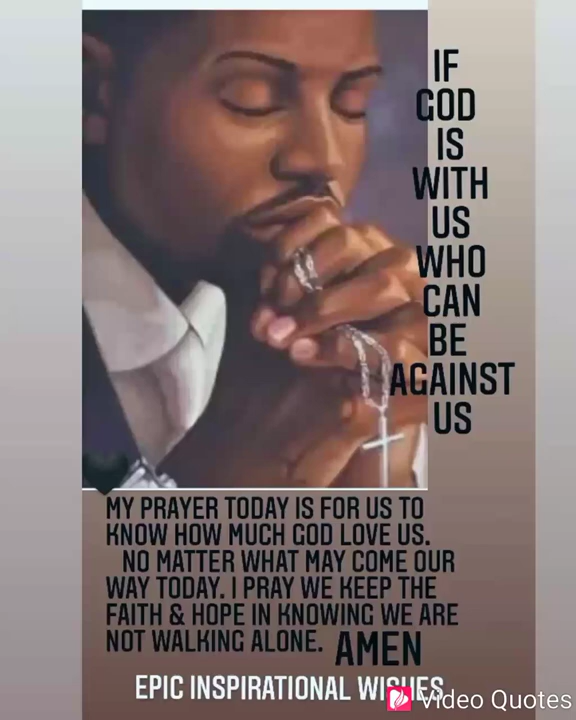 IF
GOD
IS
WITH
US
WHO
CAN
BE
AGAINST
US
MY PRAYER TODAY IS FOR US TO
KNOW HOW MUCH GOD LOVE US.
NO MATTER WHAT MAY COME OUR
WAY TODAY. I PRAY WE KEEP THE
FAITH & HOPE IN KNOWING WE ARE
NOT WALKING ALONE. AMEN
EPIC INSPIRATIONAL WISHES
Video Quotes